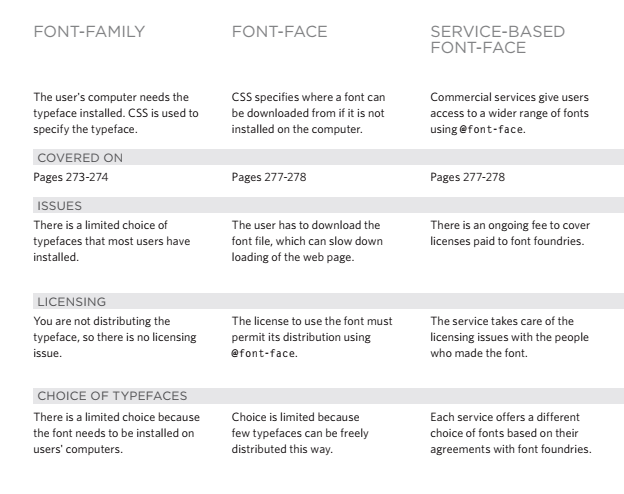 FONT-FAMILY
The user's computer needs the
typeface installed. CSS is used to
specify the typeface.
FONT-FACE
CSS specifies where a font can
be downloaded from if it is not
installed on the computer.
SERVICE-BASED
FONT-FACE
Commercial services give users
access to a wider range of fonts
using @font-face.
COVERED ON
Pages 273-274
Pages 277-278
Pages 277-278
ISSUES
There is a limited choice of
typefaces that most users have
installed.
The user has to download the
font file, which can slow down
loading of the web page.
There is an ongoing fee to cover
licenses paid to font foundries.
LICENSING
You are not distributing the
typeface, so there is no licensing
issue.
The license to use the font must
permit its distribution using
@font-face.
The service takes care of the
licensing issues with the people
who made the font.
CHOICE OF TYPEFACES
There is a limited choice because
the font needs to be installed on
users' computers.
Choice is limited because
few typefaces can be freely
distributed this way.
Each service offers a different
choice of fonts based on their
agreements with font foundries.